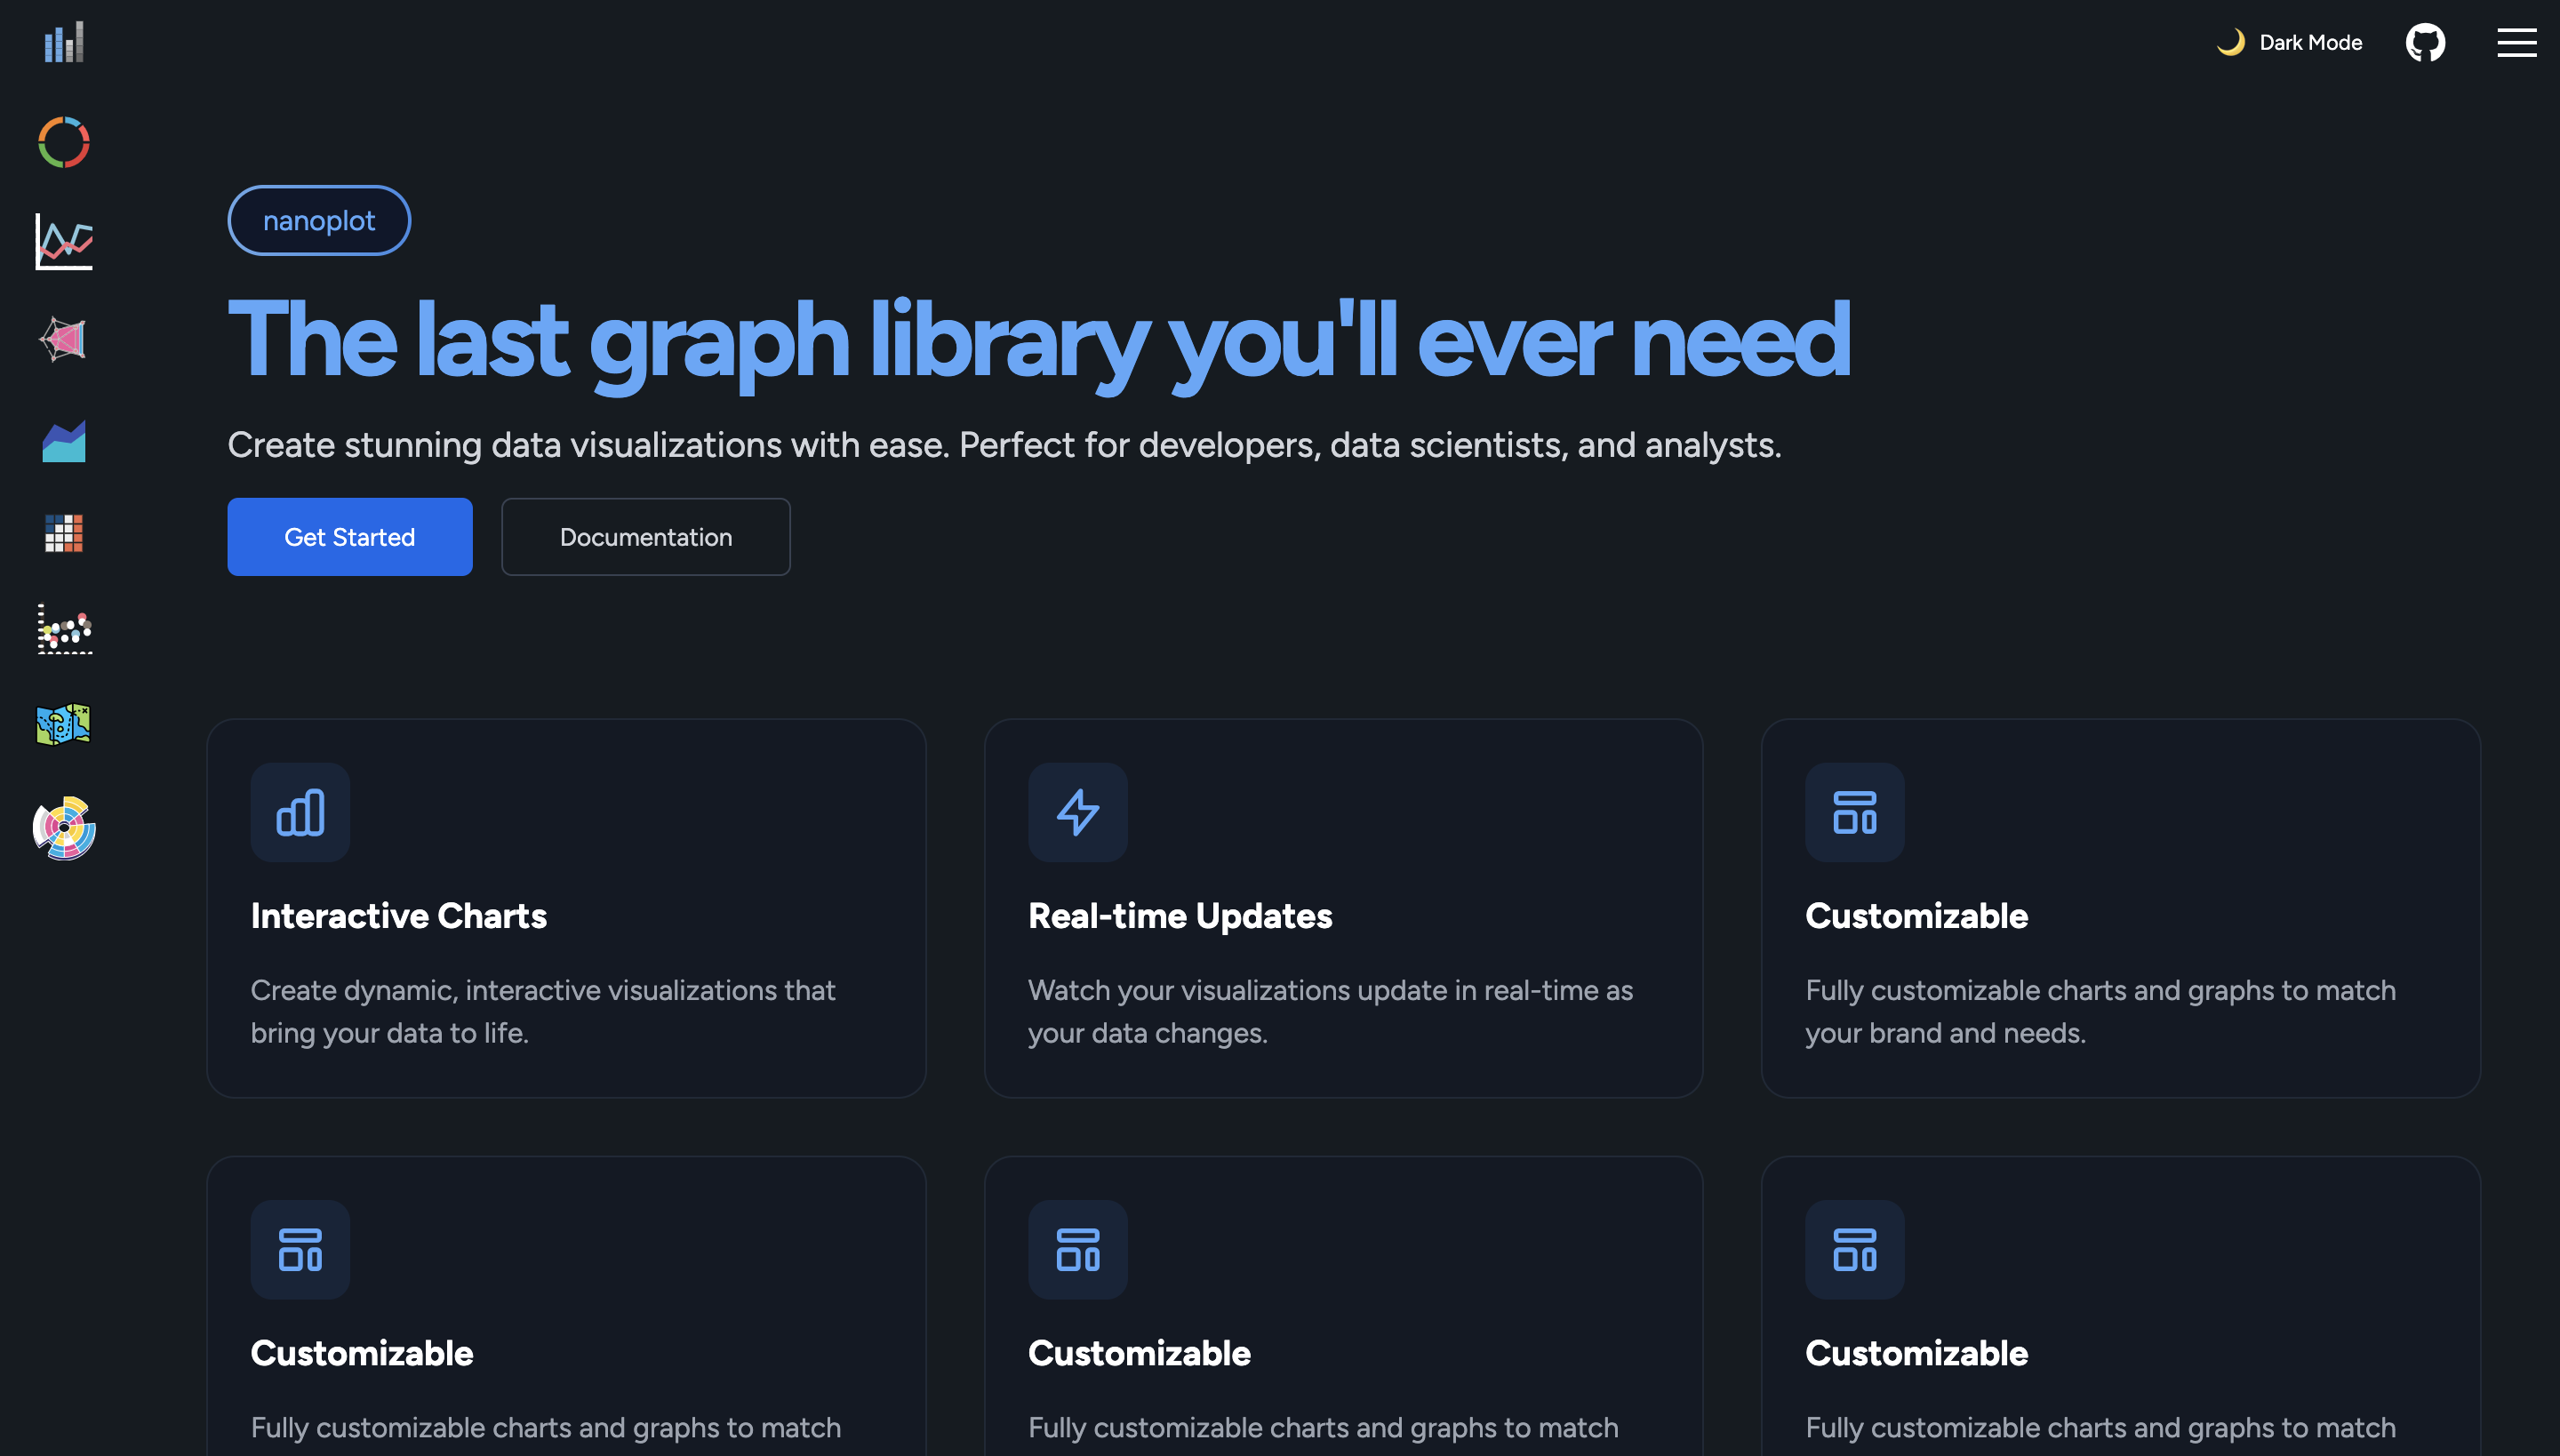 Dark Mode
nanoplot
The last graph library you'll ever need
Create stunning data visualizations with ease. Perfect for developers, data scientists, and analysts.
Get Started
Documentation
Interactive Charts
Create dynamic, interactive visualizations that
bring your data to life.
Real-time Updates
Watch your visualizations update in real-time as
your data changes.
Customizable
Fully customizable charts and graphs to match
your brand and needs.
Customizable
Fully customizable charts and graphs to match
Customizable
Fully customizable charts and graphs to match
Customizable
Fully customizable charts and graphs to match